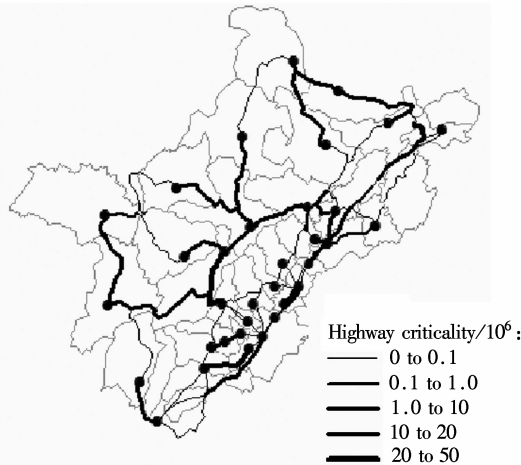 Highway criticality/10⁶:
0 to 0.1
0.1 to 1.0
1.0 to 10
10 to 20
20 to 50